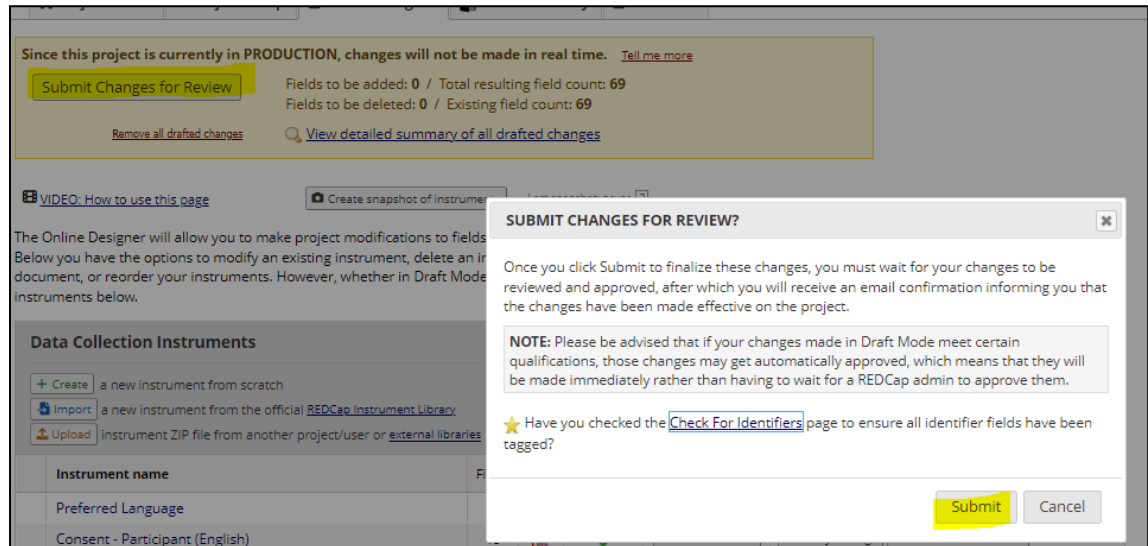 Since this project is currently in PRODUCTION, changes will not be made in real time. Tell me more
Submit Changes for Review
Fields to be added: 0 / Total resulting field count: 69
Fields to be deleted: 0 / Existing field count: 69
Remove all drafted changes
View detailed summary of all drafted changes
VIDEO: How to use this page
Create snapshot of instrume
The Online Designer will allow you to make project modifications to fields
Below you have the options to modify an existing instrument, delete an i
document, or reorder your instruments. However, whether in Draft Mode
instruments below.
Data Collection Instruments
+ Create a new instrument from scratch
Import a new instrument from the official REDCap Instrument Library
Upload instrument ZIP file from another project/user or external libraries
Instrument name
Preferred Language
Consent - Participant (English)
SUBMIT CHANGES FOR REVIEW?
Once you click Submit to finalize these changes, you must wait for your changes to be
reviewed and approved, after which you will receive an email confirmation informing you that
the changes have been made effective on the project.
NOTE: Please be advised that if your changes made in Draft Mode meet certain
qualifications, those changes may get automatically approved, which means that they will
be made immediately rather than having to wait for a REDCap admin to approve them.
Have you checked the Check For Identifiers page to ensure all identifier fields have been
tagged?
Submit
Cancel